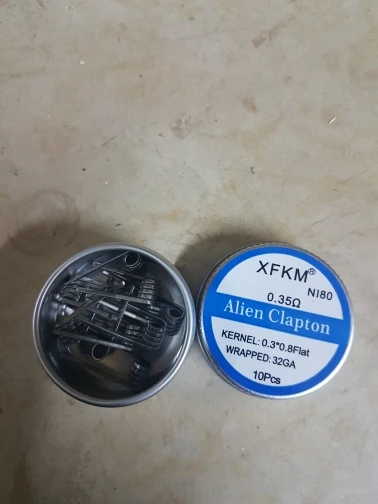 XFKM®
0.35Ω NI80
Alien Clapton
KERNEL: 0.3*0.8Flat
WRAPPED: 32GA
10Pcs